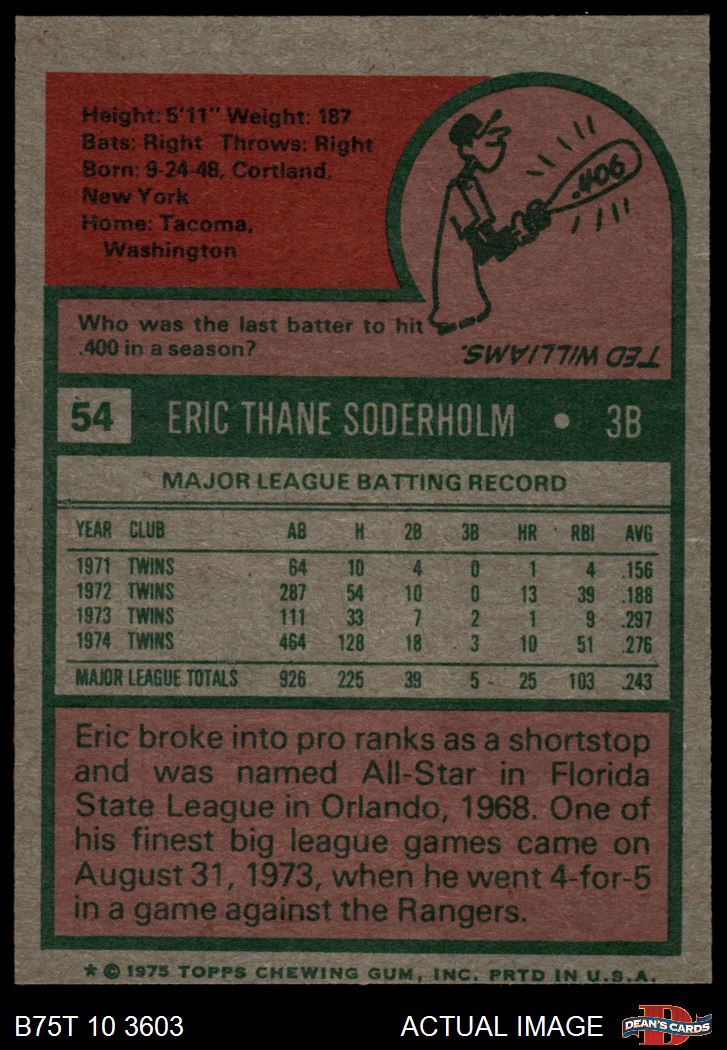 Height: 5'11" Weight: 187
Bats: Right Throws: Right
Born: 9-24-48, Cortland,
New York
Home: Tacoma,
Washington
.406
Who was the last batter to hit
.400 in a season?
TED WILLIAMS.
54 ERIC THANE SODERHOLM • 3B
MAJOR LEAGUE BATTING RECORD
YEAR CLUB AB H 2B 3B HR RBI AVG
1971 TWINS 64 10 4 0 1 4 .156
1972 TWINS 287 54 10 0 13 39 .188
1973 TWINS 111 33 7 2 1 9 .297
1974 TWINS 464 128 18 3 10 51 .276
MAJOR LEAGUE TOTALS 926 225 39 5 25 103 .243
Eric broke into pro ranks as a shortstop
and was named All-Star in Florida
State League in Orlando, 1968. One of
his finest big league games came on
August 31, 1973, when he went 4-for-5
in a game against the Rangers.
* © 1975 TOPPS CHEWING GUM, INC. PRTD IN U.S.A.
B75T 10 3603 ACTUAL IMAGE
D
DEAN'S CARDS